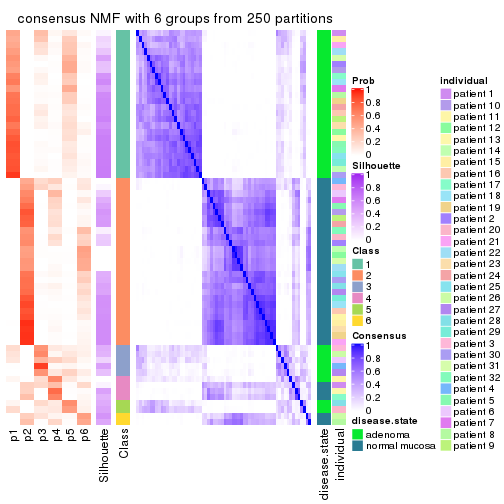 consensus NMF with 6 groups from 250 partitions
p1
p2
p3
p4
p5
p6
Silhouette
Class
disease.state
individual
Prob
1
0.8
0.6
0.4
0.2
0
Silhouette
1
0.8
0.6
0.4
0.2
0
Class
1
2
3
4
5
6
Consensus
1
0.8
0.6
0.4
0.2
0
disease.state
adenoma
normal mucosa
individual
patient 1
patient 10
patient 11
patient 12
patient 13
patient 14
patient 15
patient 16
patient 17
patient 18
patient 19
patient 2
patient 20
patient 21
patient 22
patient 23
patient 24
patient 25
patient 26
patient 27
patient 28
patient 29
patient 3
patient 30
patient 31
patient 32
patient 4
patient 5
patient 6
patient 7
patient 8
patient 9